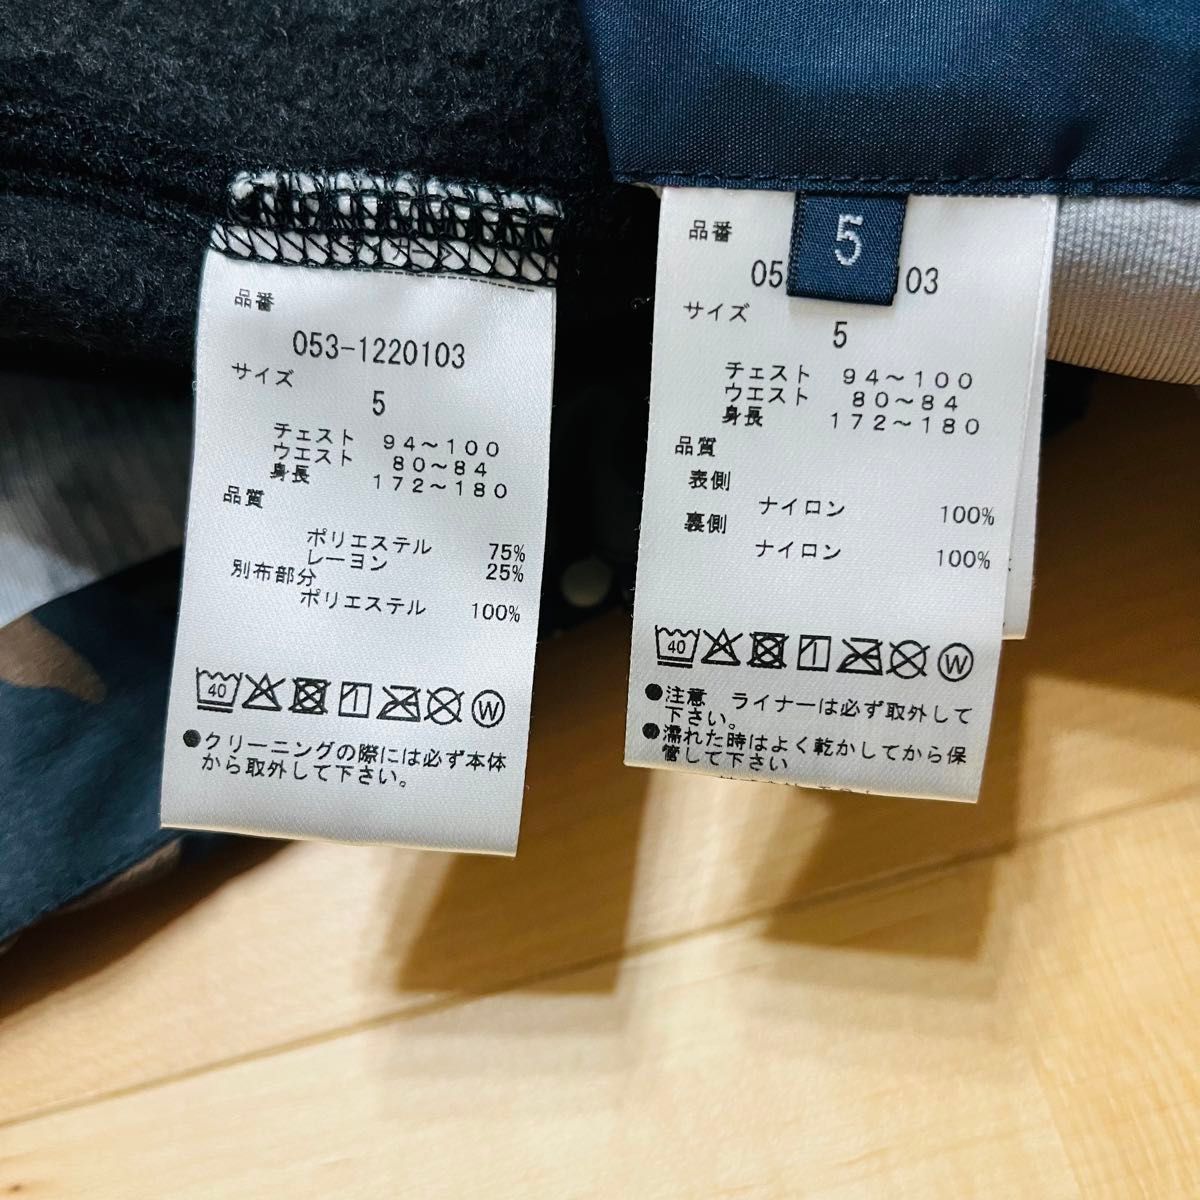 品番
053-1220103
サイズ
5
チェスト 94～100
ウエスト 80～84
身長 172～180
品質
ポリエステル 75%
レーヨン 25%
別布部分
ポリエステル 100%
40
W
●クリーニングの際には必ず本体
から取外して下さい。
品番
5
05 03
サイズ
5
チェスト 94～100
ウエスト 80～84
身長 172～180
品質
表側
ナイロン 100%
裏側
ナイロン 100%
40
W
●注意 ライナーは必ず取外して
下さい。
●濡れた時はよく乾かしてから保
管して下さい